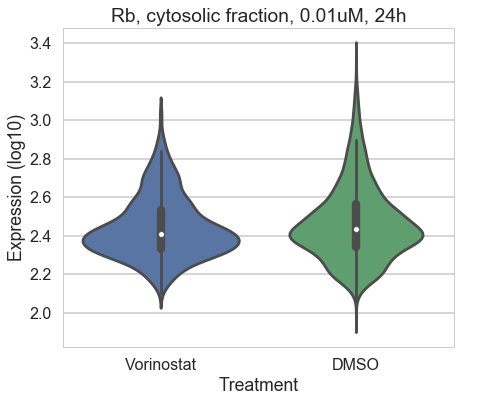 Rb, cytosolic fraction, 0.01uM, 24h
Expression (log10)
3.4
3.2
3.0
2.8
2.6
2.4
2.2
2.0
Vorinostat DMSO
Treatment